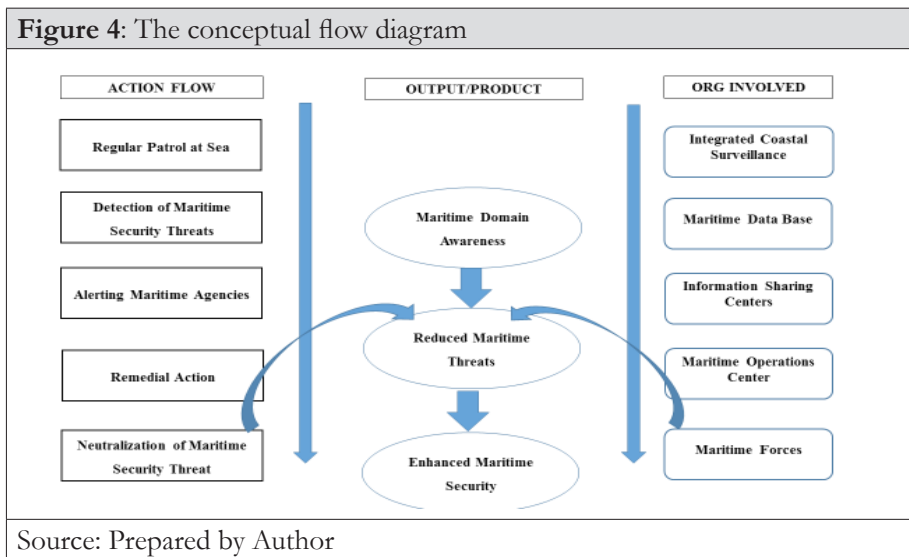 Figure 4: The conceptual flow diagram
ACTION FLOW
Regular Patrol at Sea
Detection of Maritime
Security Threats
Alerting Maritime Agencies
Remedial Action
Neutralization of Maritime
Security Threat
OUTPUT/PRODUCT
Maritime Domain
Awareness
Reduced Maritime
Threats
Enhanced Maritime
Security
ORG INVOLVED
Integrated Coastal
Surveillance
Maritime Data Base
Information Sharing
Centers
Maritime Operations
Center
Maritime Forces
Source: Prepared by Author